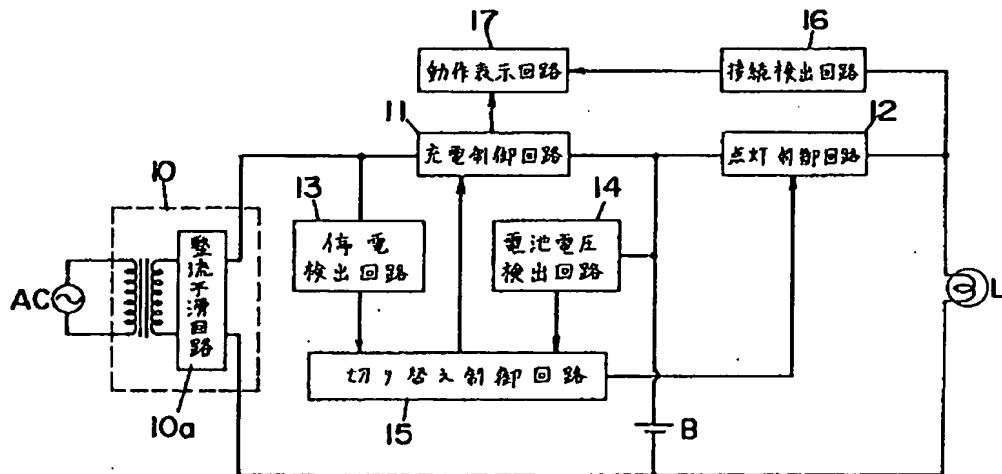 17
動作表示回路
16
接続検出回路
11
充電制御回路
12
点灯制御回路
10
整流平滑回路
10a
AC
13
停電
検出回路
14
電池電圧
検出回路
切り替え制御回路
15
B
L